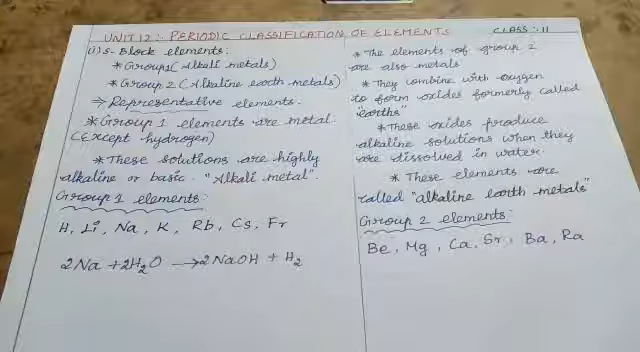 UNIT 12:- PERIODIC CLASSIFICATION OF ELEMENTS CLASS:-11
(i) S-Block elements:
* Group 1 (Alkali metals)
* Group 2 (Alkaline earth metals)
⇒ Representative elements.
* Group 1 elements are metal
(Except hydrogen)
* These solutions are highly
alkaline or basic. "Alkali metal".
Group 1 elements:
H, Li, Na, K, Rb, Cs, Fr
2Na + 2H₂O → 2NaOH + H₂
* The elements of group 2
are also metals
* They combine with oxygen
to form oxides formerly called
"earths"
* These oxides produce
alkaline solutions when they
are dissolved in water.
* These elements are
called "alkaline earth metals"
Group 2 elements:
Be, Mg, Ca, Sr, Ba, Ra